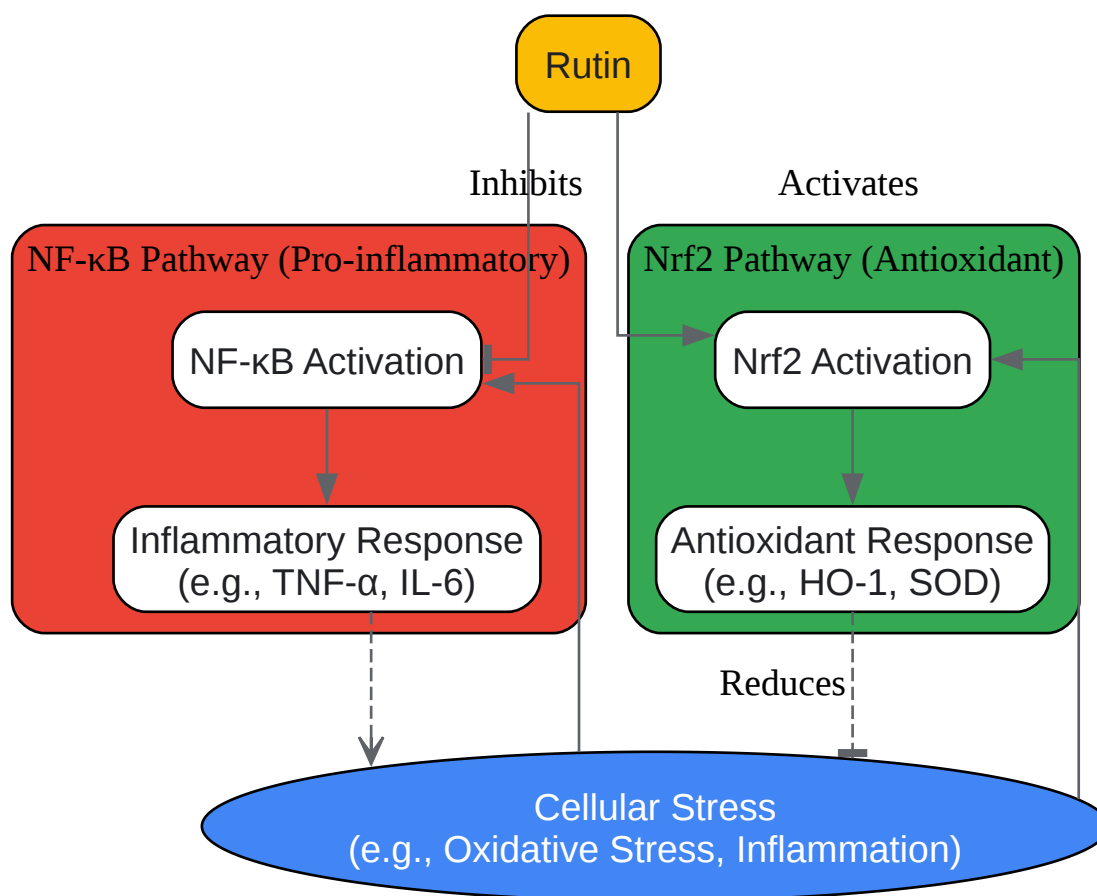 Rutin
Inhibits
Activates
NF-κB Pathway (Pro-inflammatory)
Nrf2 Pathway (Antioxidant)
NF-κB Activation
Nrf2 Activation
Inflammatory Response
(e.g., TNF-α, IL-6)
Antioxidant Response
(e.g., HO-1, SOD)
Reduces
Cellular Stress
(e.g., Oxidative Stress, Inflammation)